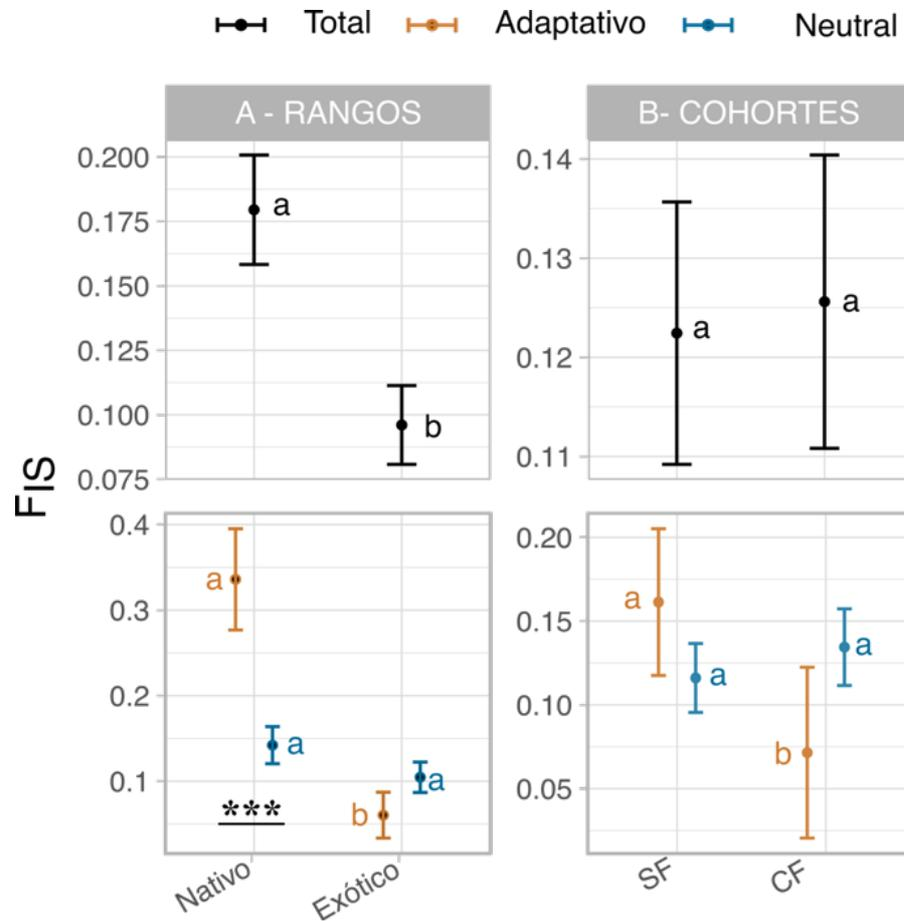 Total Adaptativo Neutral
A - RANGOS
B- COHORTES
FIS
0.200
0.175
0.150
0.125
0.100
0.075
a
b
0.14
0.13
0.12
0.11
a
a
0.4
0.3
0.2
0.1
a
a
***
b
a
Nativo
Exótico
0.20
0.15
0.10
0.05
a
a
b
a
SF
CF